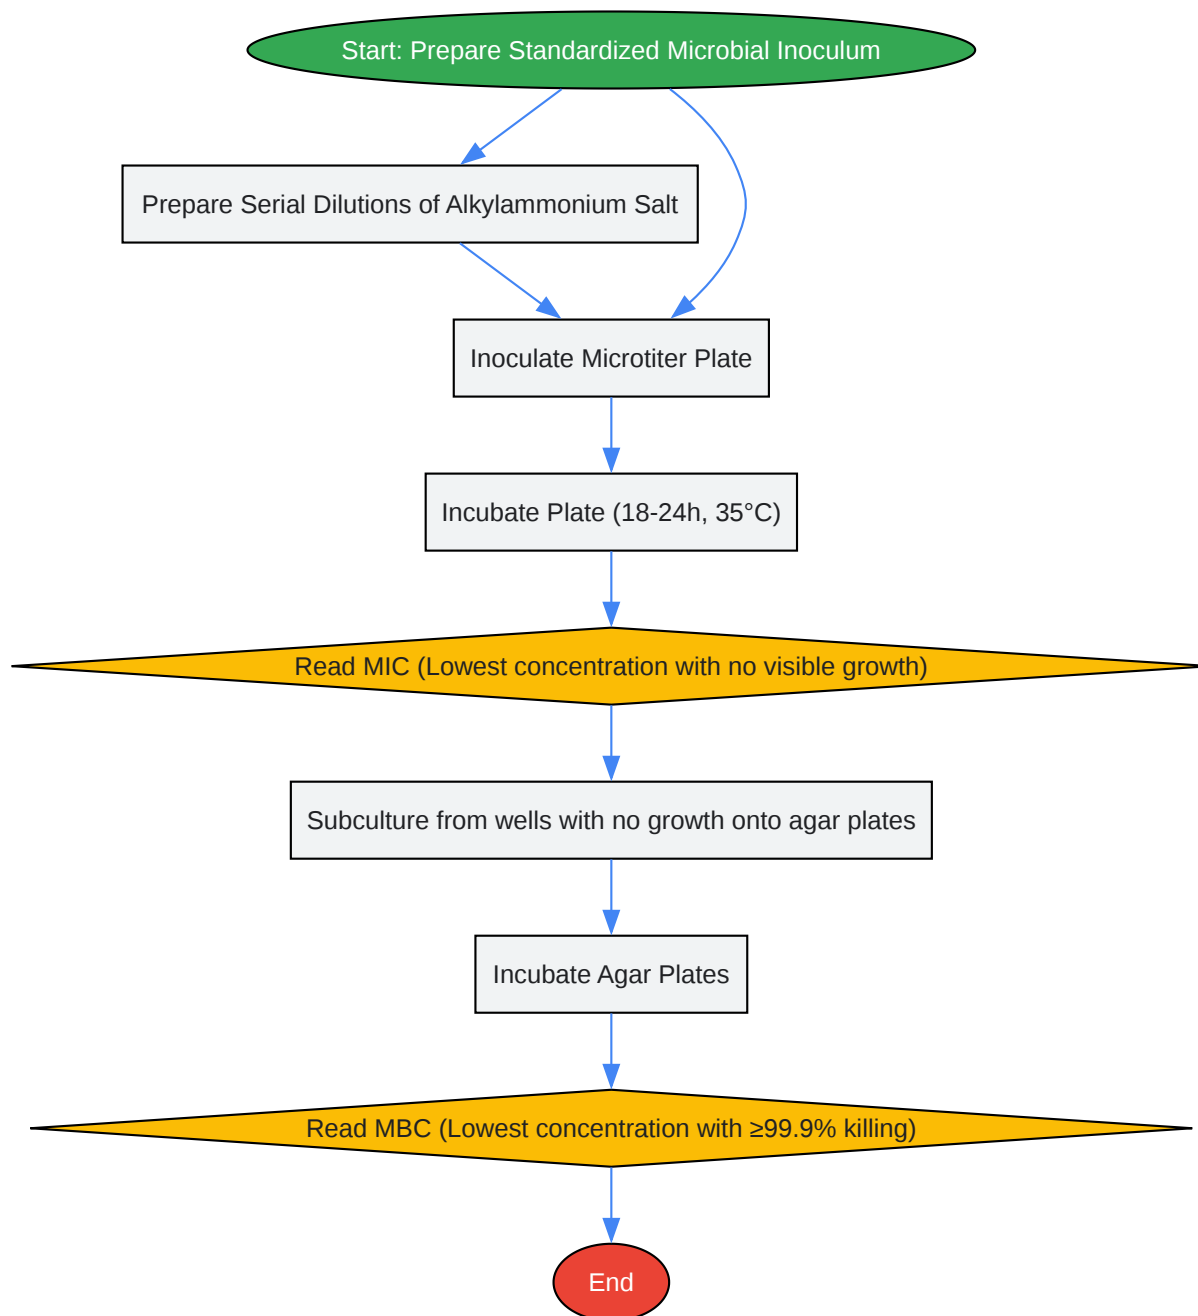 Start: Prepare Standardized Microbial Inoculum
Prepare Serial Dilutions of Alkylammonium Salt
Inoculate Microtiter Plate
Incubate Plate (18-24h, 35°C)
Read MIC (Lowest concentration with no visible growth)
Subculture from wells with no growth onto agar plates
Incubate Agar Plates
Read MBC (Lowest concentration with ≥99.9% killing)
End